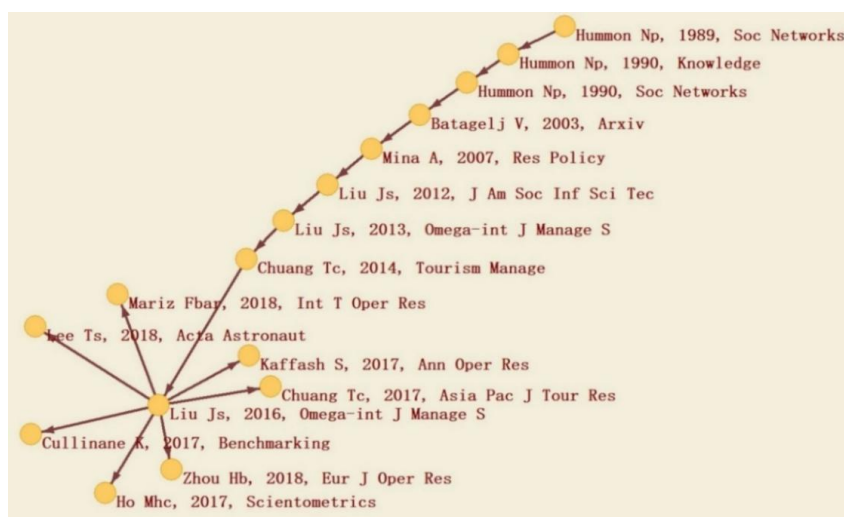 Hummon Np, 1989, Soc Networks
Hummon Np, 1990, Knowledge
Hummon Np, 1990, Soc Networks
Batagelj V, 2003, Arxiv
Mina A, 2007, Res Policy
Liu Js, 2012, J Am Soc Inf Sci Tec
Liu Js, 2013, Omega-int J Manage S
Chuang Tc, 2014, Tourism Manage
Mariz Fbar, 2018, Int T Oper Res
Lee Ts, 2018, Acta Astronaut
Kaffash S, 2017, Ann Oper Res
Chuang Tc, 2017, Asia Pac J Tour Res
Liu Js, 2016, Omega-int J Manage S
Cullinane K, 2017, Benchmarking
Zhou Hb, 2018, Eur J Oper Res
Ho Mhc, 2017, Scientometrics